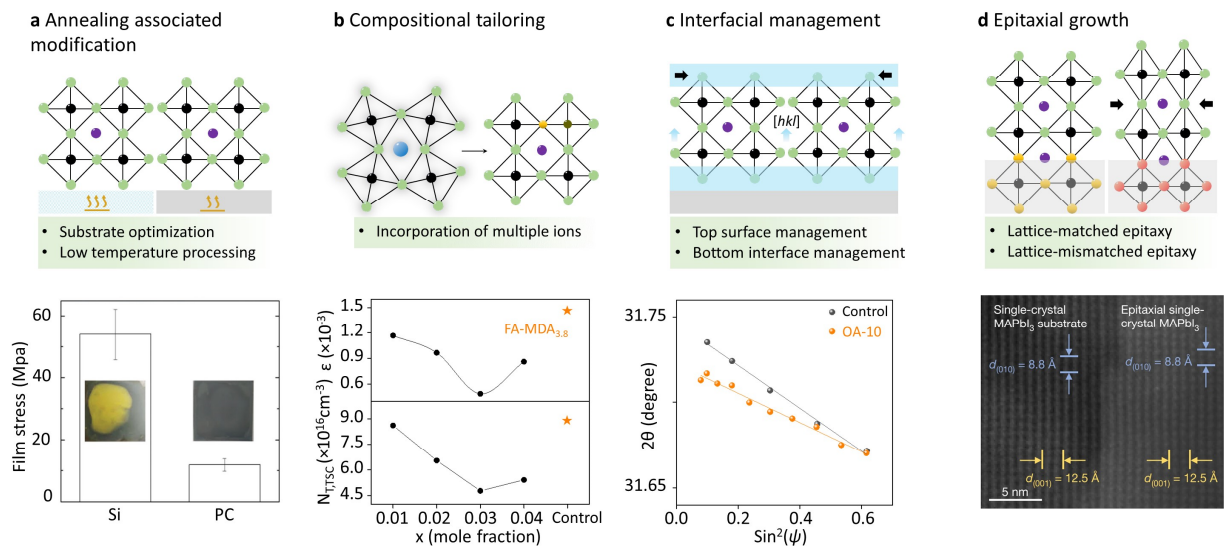 a Annealing associated
modification
b Compositional tailoring
c Interfacial management
d Epitaxial growth
[hkl]
• Substrate optimization
• Low temperature processing
• Incorporation of multiple ions
• Top surface management
• Bottom interface management
• Lattice-matched epitaxy
• Lattice-mismatched epitaxy
Film stress (Mpa)
60
40
20
0
Si
PC
ε (×10⁻³)
1.5
1.2
0.9
0.6
FA-MDA₃.₈
N_T,TSC (×10¹⁶cm⁻³)
9.0
7.5
6.0
4.5
0.01
0.02
0.03
0.04
Control
x (mole fraction)
2θ (degree)
31.75
31.65
Control
OA-10
0.0
0.2
0.4
0.6
Sin²(ψ)
Single-crystal
MAPbI₃
substrate
Epitaxial single-
crystal MAPbI₃
d(010) = 8.8 Å
d(010) = 8.8 Å
d(001) = 12.5 Å
d(001) = 12.5 Å
5 nm